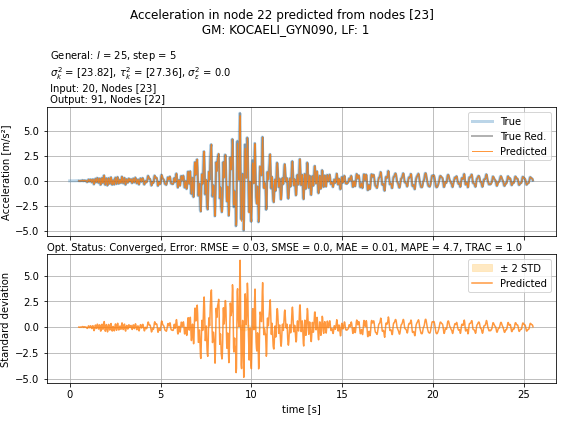 Acceleration in node 22 predicted from nodes [23]
GM: KOCAELI_GYN090, LF: 1
General: l = 25, step = 5
σ²ₖ = [23.82], τ²ₖ = [27.36], σ²ε = 0.0
Input: 20, Nodes [23]
Output: 91, Nodes [22]
Acceleration [m/s²]
5.0
2.5
0.0
−2.5
−5.0
True
True Red.
Predicted
Opt. Status: Converged, Error: RMSE = 0.03, SMSE = 0.0, MAE = 0.01, MAPE = 4.7, TRAC = 1.0
Standard deviation
5.0
2.5
0.0
−2.5
−5.0
± 2 STD
Predicted
0 5 10 15 20 25
time [s]